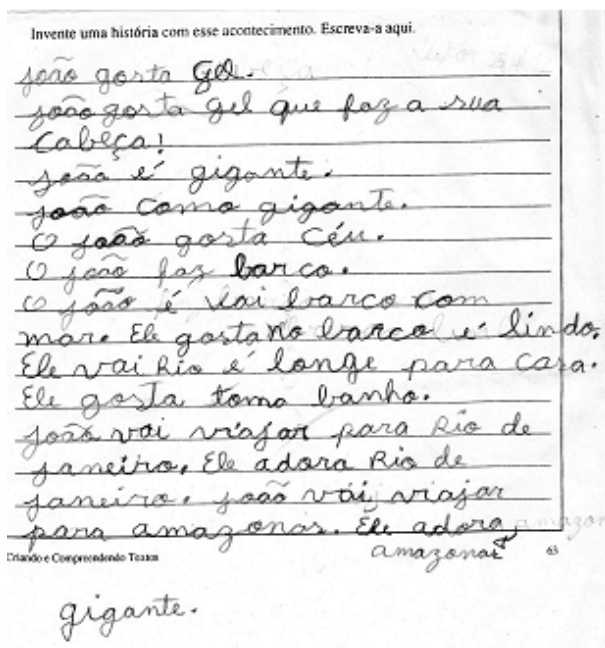 Invente uma história com esse acontecimento. Escreva-a aqui.
joão gosta Gel.
joão gosta gel que faz a sua
Cabeça!
joão é gigante.
joão como gigante.
O joão gosta céu.
O joão faz barco.
O joão é vai barco com
mar. Ele gosta no barco é lindo.
Ele vai Rio é longe para casa.
Ele gosta toma banho.
joão vai viajar para Rio de
janeiro. Ele adora Rio de
janeiro. joão vai viajar
para amazonas. Ele adora
amazonas
Criando e Compreendendo Textos 63
gigante.